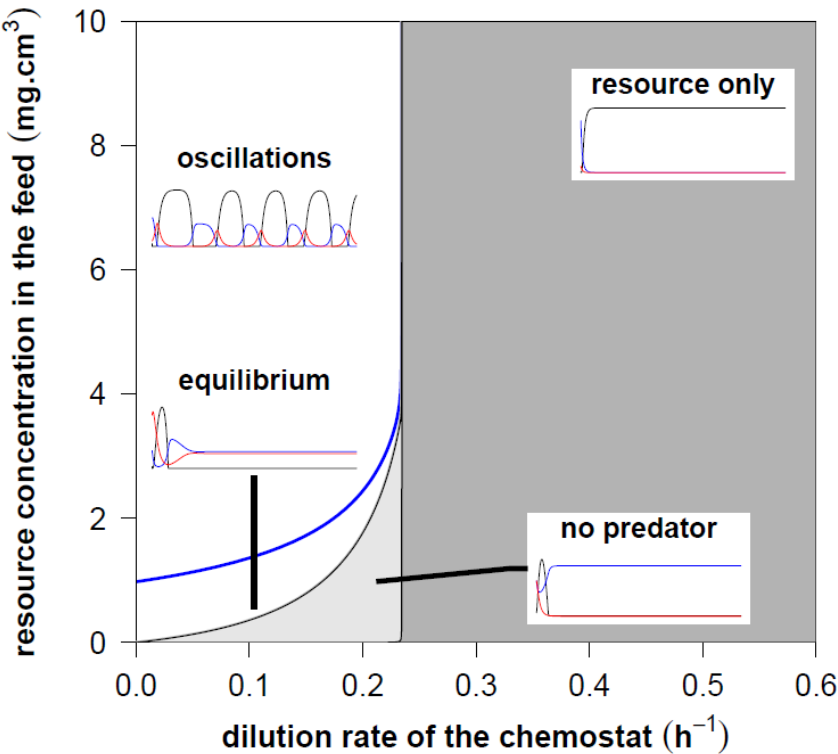 resource concentration in the feed (mg.cm³)
10
8
6
4
2
0
resource only
oscillations
equilibrium
no predator
0.0 0.1 0.2 0.3 0.4 0.5 0.6
dilution rate of the chemostat (h⁻¹)